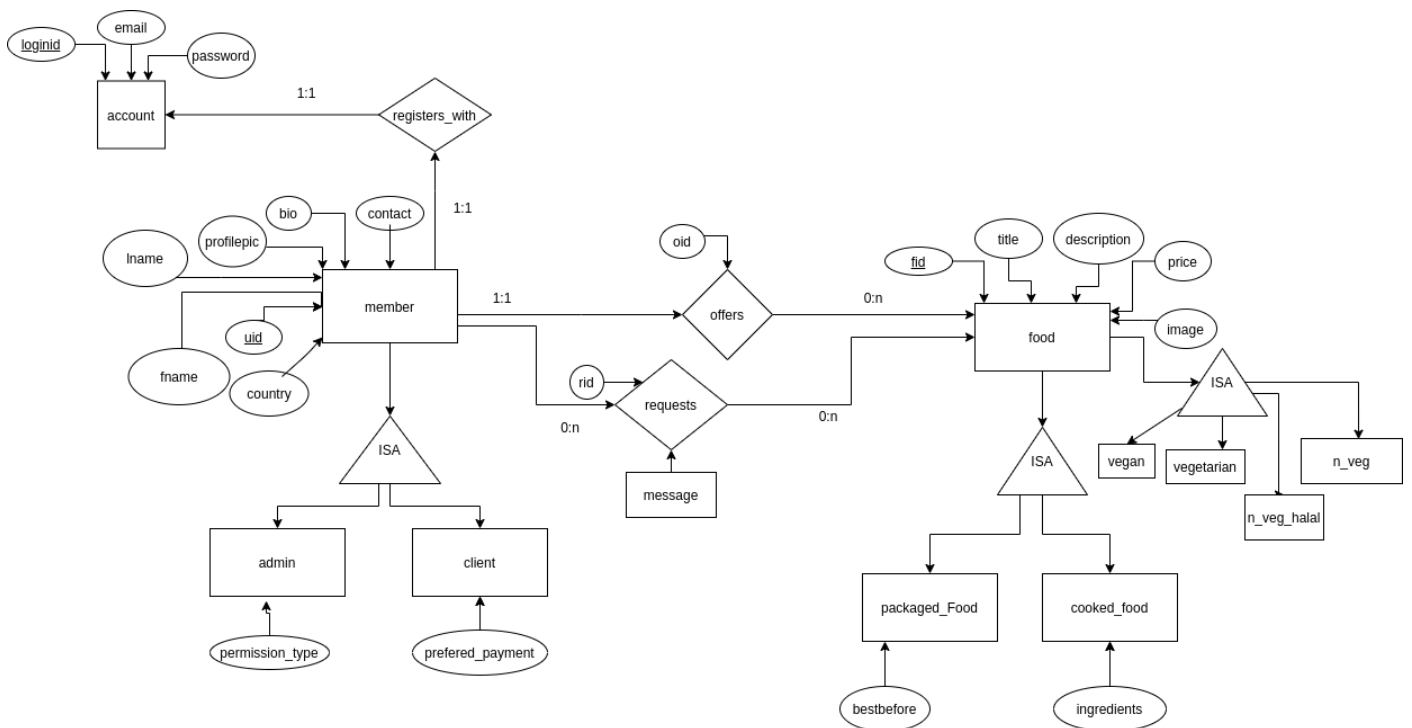 email
loginid
password
1:1
account
registers_with
bio
contact
1:1
profilepic
lname
oid
title
description
fid
price
member
1:1
offers
0:n
food
image
uid
fname
country
rid
requests
0:n
0:n
ISA
ISA
message
ISA
vegan
vegetarian
n_veg
n_veg_halal
admin
client
packaged_Food
cooked_food
permission_type
prefered_payment
bestbefore
ingredients